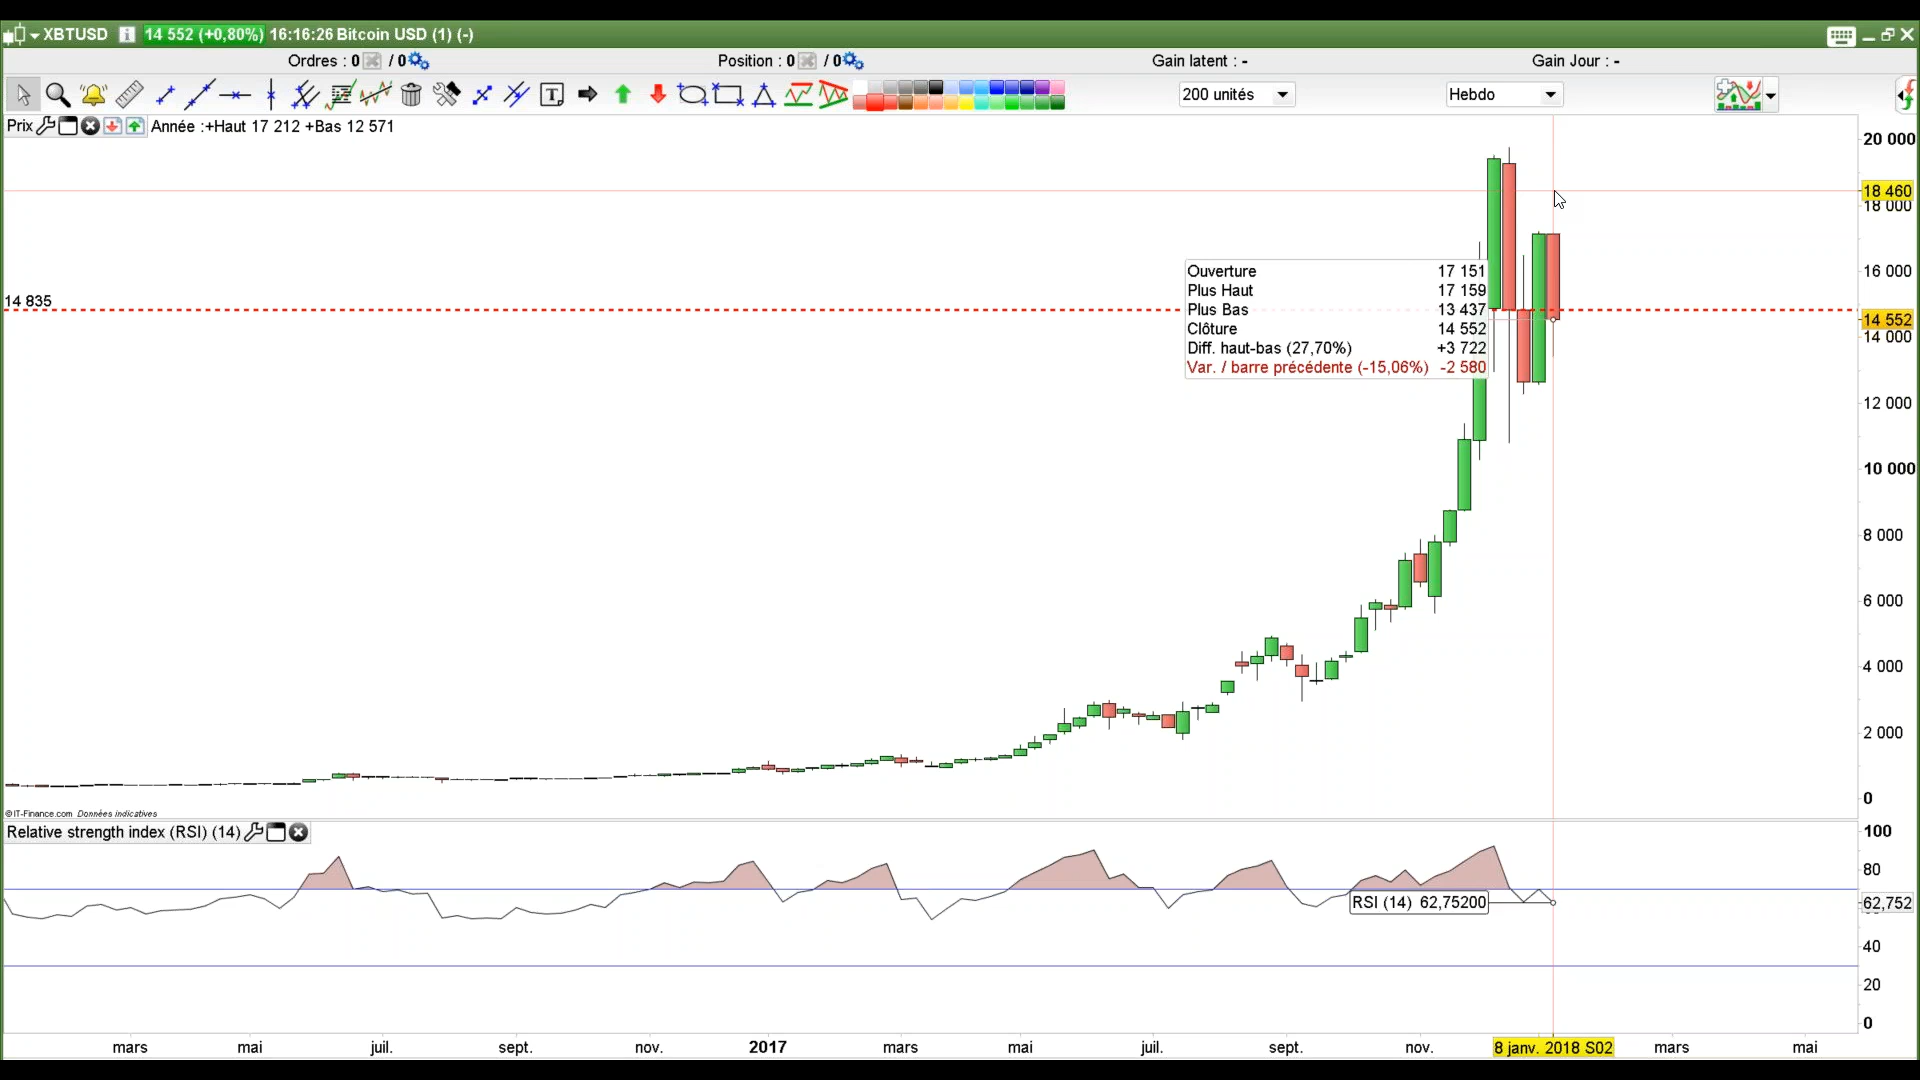 XBTUSD 14 552 (+0,80%) 16:16:26 Bitcoin USD (1) (-)
Ordres : 0 / 0 Position : 0 / 0 Gain latent : - Gain Jour : -
200 unités Hebdo
Prix Année :+Haut 17 212 +Bas 12 571
20 000
18 460
18 000
Ouverture 17 151
16 000
Plus Haut 17 159
14 835
Plus Bas 13 437
14 552
Clôture 14 552
14 000
Diff. haut-bas (27,70%) +3 722
Var. / barre précédente (-15,06%) -2 580
12 000
10 000
8 000
6 000
4 000
2 000
0
©IT-Finance.com Données indicatives
Relative strength index (RSI) (14)
100
80
RSI (14) 62,75200
62,752
40
20
0
mars mai juil. sept. nov. 2017 mars mai juil. sept. nov. 8 janv. 2018 S02 mars mai